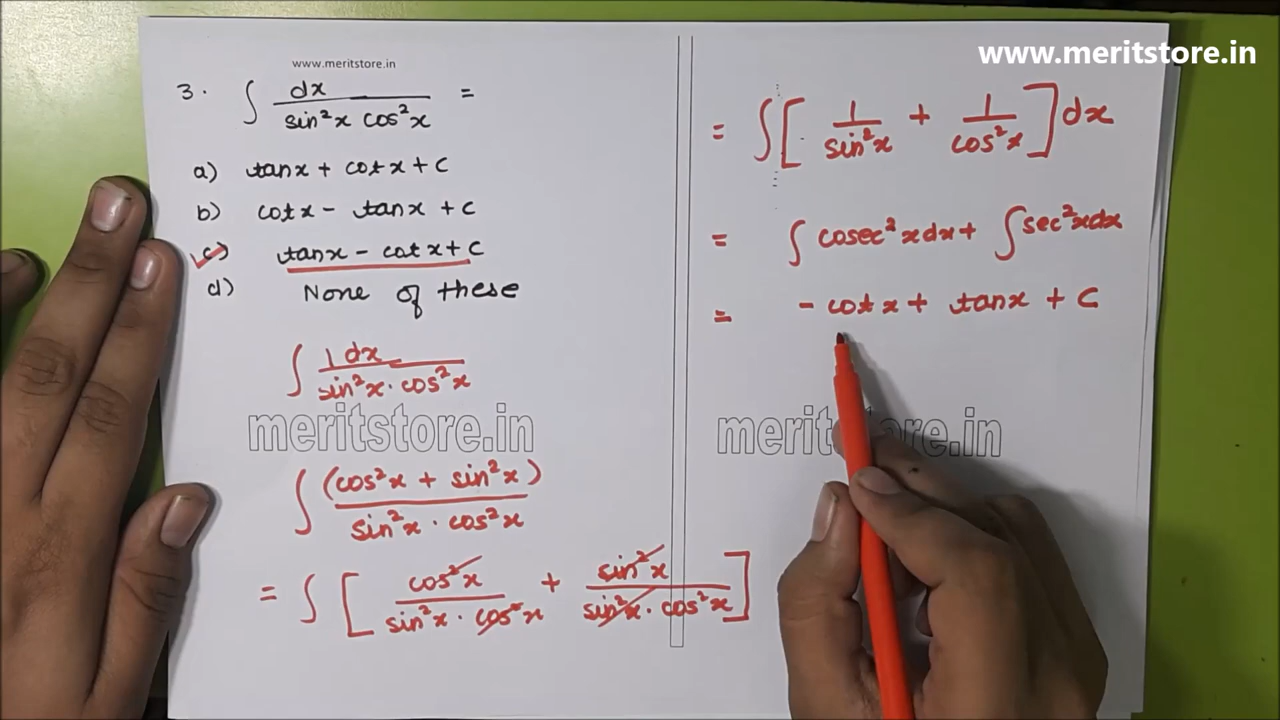 www.meritstore.in
www.meritstore.in
3. ∫ dx / sin²x cos²x =
a) tanx + cotx + C
b) cotx - tanx + C
c) tanx - cotx + C
d) None of these
∫ 1 dx / sin²x · cos²x
meritstore.in
∫ (cos²x + sin²x) / sin²x · cos²x
= ∫ [ cos²x / sin²x · cos²x + sin²x / sin²x · cos²x ]
= ∫ [ 1 / sin²x + 1 / cos²x ] dx
= ∫ cosec²x dx + ∫ sec²x dx
= - cotx + tanx + C
meritstore.in